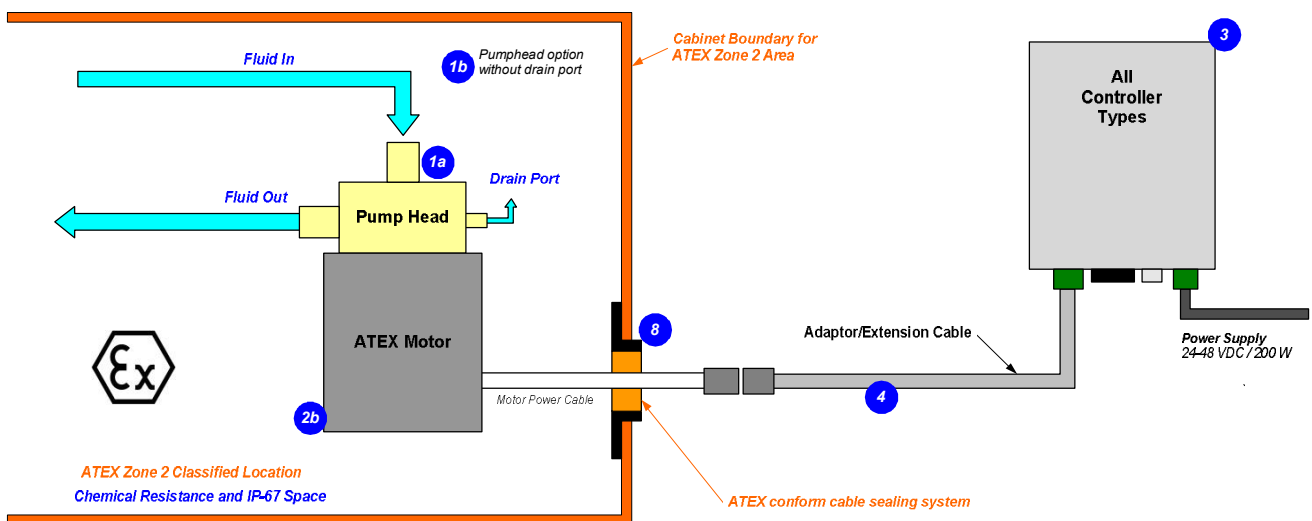 Fluid In
1b
Pumphead option
without drain port
Cabinet Boundary for
ATEX Zone 2 Area
3
All
Controller
Types
1a
Drain Port
Fluid Out
Pump Head
ATEX Motor
8
Adaptor/Extension Cable
Power Supply
24-48 VDC / 200 W
Ex
Motor Power Cable
4
2b
ATEX Zone 2 Classified Location
Chemical Resistance and IP-67 Space
ATEX conform cable sealing system